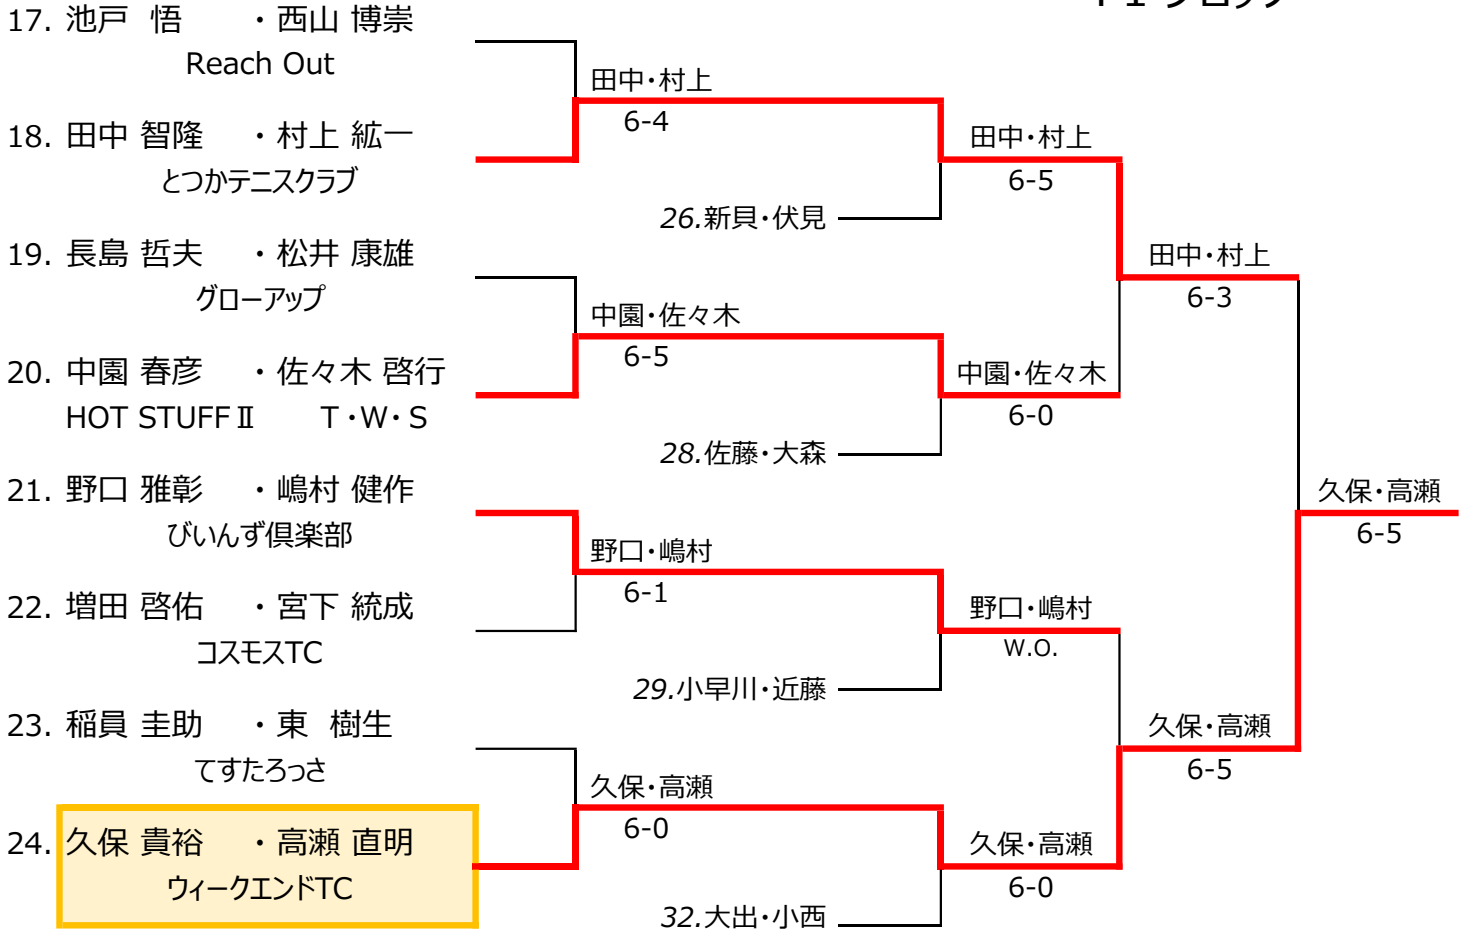 17. 池戸 悟 ・西山 博崇
Reach Out
18. 田中 智隆 ・村上 紘一
とつかテニスクラブ
19. 長島 哲夫 ・松井 康雄
グローアップ
20. 中園 春彦 ・佐々木 啓行
HOT STUFFⅡ T・W・S
21. 野口 雅彰 ・嶋村 健作
びいんず倶楽部
22. 増田 啓佑 ・宮下 統成
コスモスTC
23. 稲員 圭助 ・東 樹生
てすたろっさ
24. 久保 貴裕 ・高瀬 直明
ウィークエンドTC
田中・村上
6-4
26.新貝・伏見
中園・佐々木
6-5
28.佐藤・大森
野口・嶋村
6-1
29.小早川・近藤
久保・高瀬
6-0
32.大出・小西
田中・村上
6-5
中園・佐々木
6-0
野口・嶋村
W.O.
久保・高瀬
6-0
田中・村上
6-3
久保・高瀬
6-5
久保・高瀬
6-5